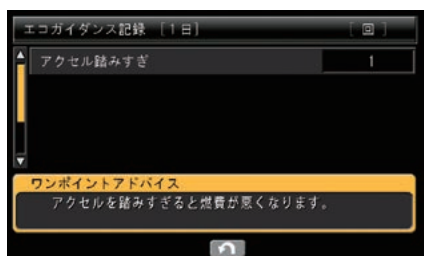 エコガイダンス記録 [1日] [回]
アクセル踏みすぎ 1
ワンポイントアドバイス
アクセルを踏みすぎると燃費が悪くなります。